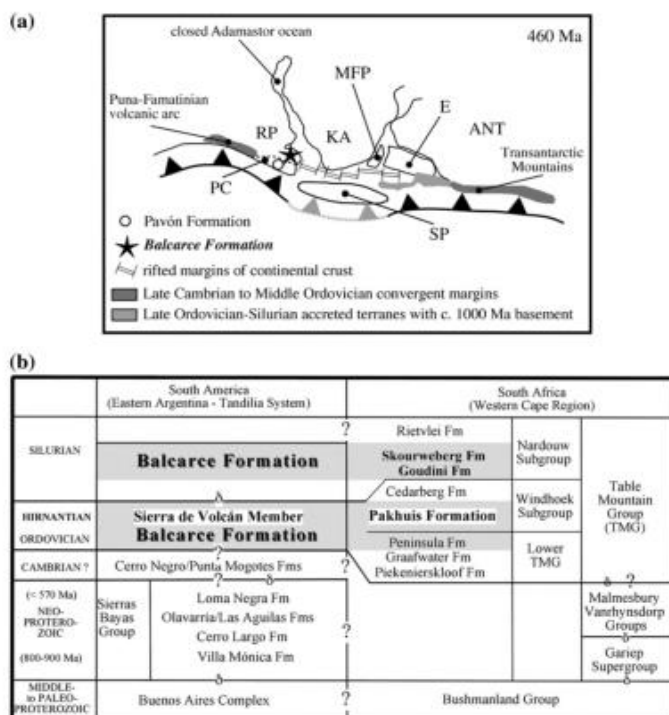 (a)
closed Adamastor ocean
460 Ma
MFP
Puna-Famatinian
volcanic arc
E
RP
KA
ANT
Transantarctic
Mountains
PC
Pavón Formation
SP
Balcarce Formation
rifted margins of continental crust
Late Cambrian to Middle Ordovician convergent margins
Late Ordovician-Silurian accreted terranes with c. 1000 Ma basement
(b)
South America
(Eastern Argentina - Tandilia System)
South Africa
(Western Cape Region)
?
SILURIAN
Balcarce Formation
Rietvlei Fm
Skourweberg Fm
Goudini Fm
Cedarberg Fm
Nardouw
Subgroup
Table
Mountain
Group
(TMG)
δ
HIRNANTIAN
ORDOVICIAN
Sierra de Volcán Member
Balcarce Formation
Pakhuis Formation
Windhoek
Subgroup
Peninsula Fm
Graafwater Fm
Piekenierskloof Fm
Lower
TMG
?
?
CAMBRIAN ?
Cerro Negro/Punta Mogotes Fms
? δ
δ ?
(< 570 Ma)
NEO-
PROTERO-
ZOIC
(800-900 Ma)
Sierras
Bayas
Group
Loma Negra Fm
Olavarria/Las Aguilas Fms
Cerro Largo Fm
Villa Mónica Fm
?
Malmesbury
Vanrhynsdorp
Groups
δ
Gariep
Supergroup
δ
δ
MIDDLE-
to PALEO-
PROTEROZOIC
Buenos Aires Complex
?
Bushmanland Group